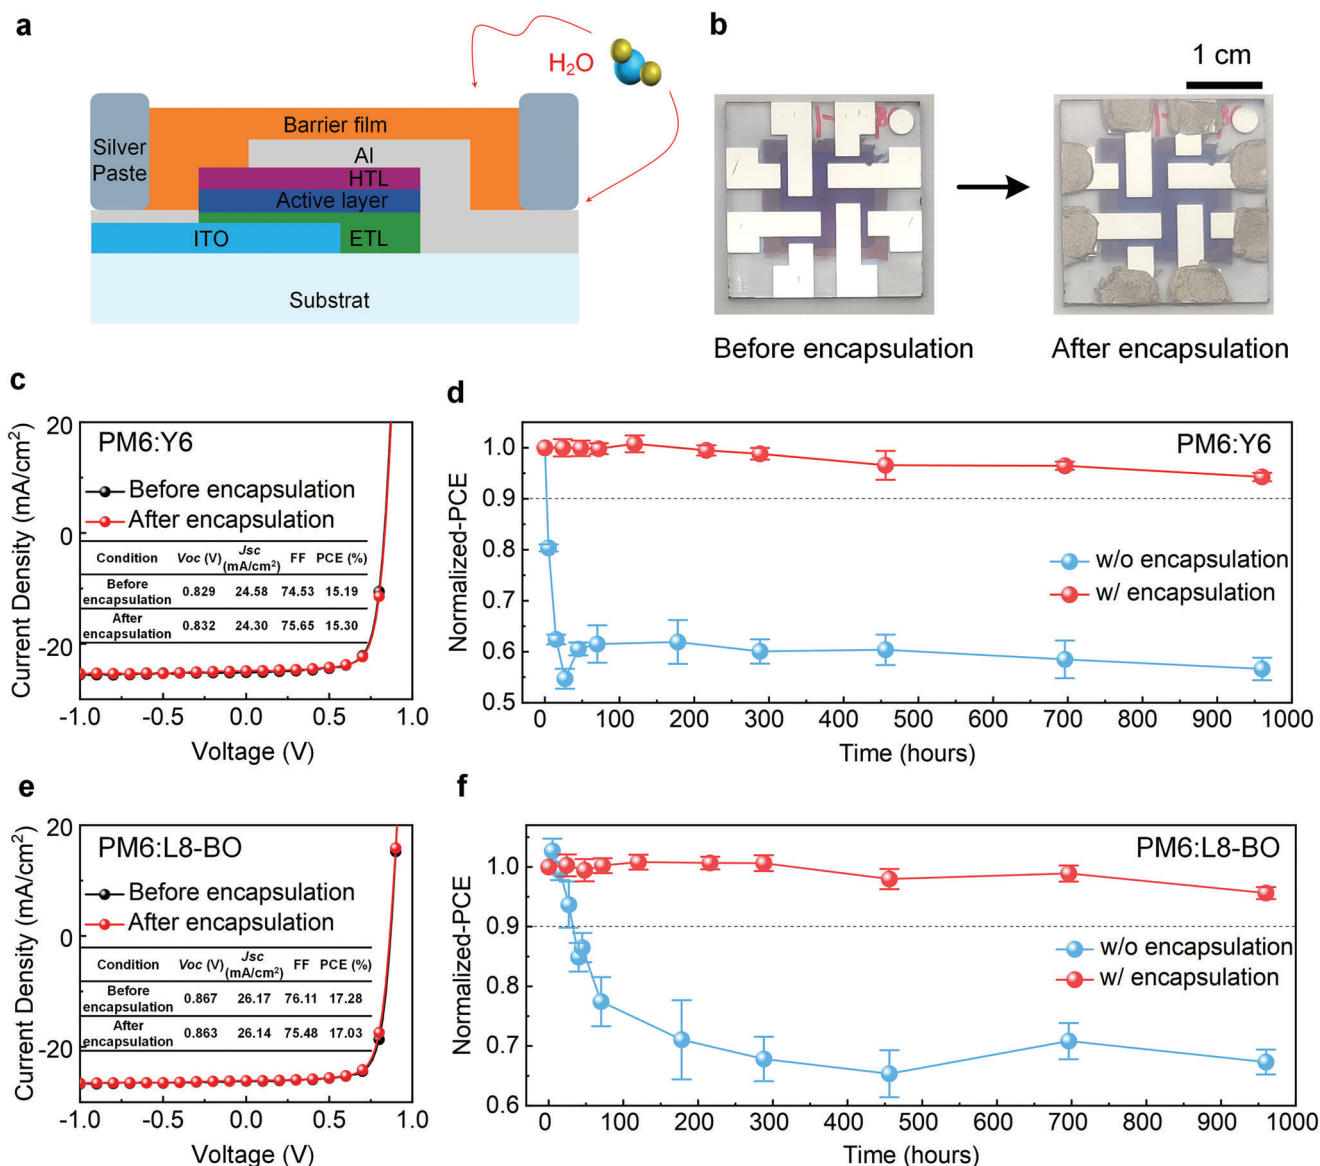 a
H₂O
Barrier film
Silver
Paste
Al
HTL
Active layer
ITO
ETL
Substrat
b
1 cm
Before encapsulation
After encapsulation
c
PM6:Y6
Before encapsulation
After encapsulation
Condition Voc (V) Jsc (mA/cm²) FF PCE (%)
Before encapsulation 0.829 24.58 74.53 15.19
After encapsulation 0.832 24.30 75.65 15.30
Current Density (mA/cm²)
20
0
-20
-1.0 -0.5 0.0 0.5 1.0
Voltage (V)
d
PM6:Y6
w/o encapsulation
w/ encapsulation
Normalized-PCE
1.0
0.9
0.8
0.7
0.6
0.5
0 100 200 300 400 500 600 700 800 900 1000
Time (hours)
e
PM6:L8-BO
Before encapsulation
After encapsulation
Condition Voc (V) Jsc (mA/cm²) FF PCE (%)
Before encapsulation 0.867 26.17 76.11 17.28
After encapsulation 0.863 26.14 75.48 17.03
Current Density (mA/cm²)
20
0
-20
-1.0 -0.5 0.0 0.5 1.0
Voltage (V)
f
PM6:L8-BO
w/o encapsulation
w/ encapsulation
Normalized-PCE
1.0
0.9
0.8
0.7
0.6
0 100 200 300 400 500 600 700 800 900 1000
Time (hours)